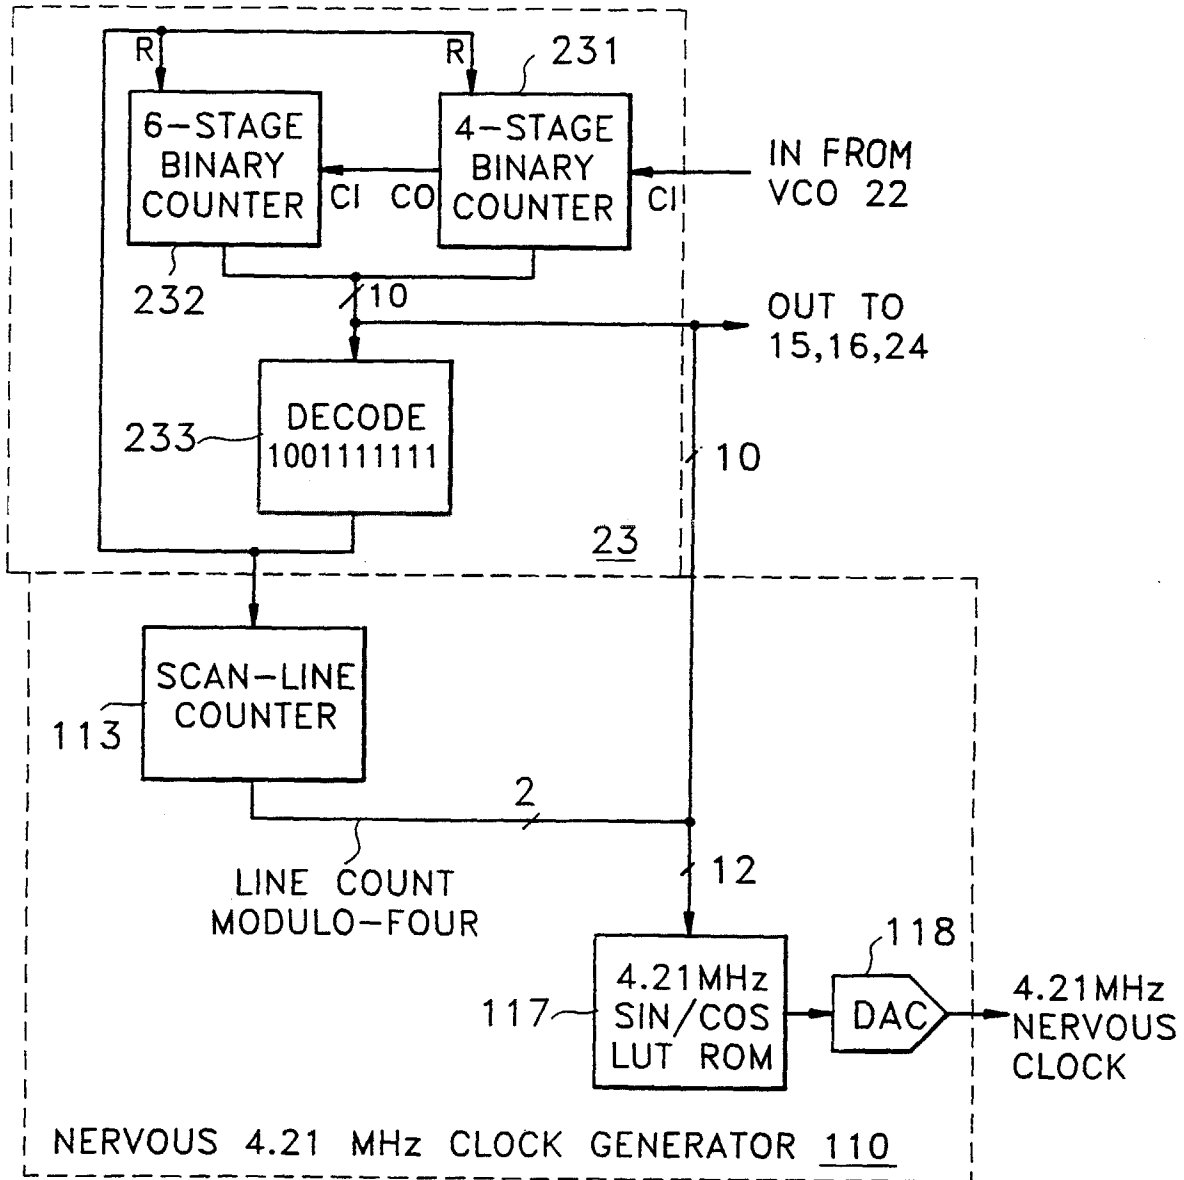 R
R
231
6-STAGE
BINARY
COUNTER
4-STAGE
BINARY
COUNTER
CI
CO
CI
IN FROM
VCO 22
232
10
OUT TO
15,16,24
DECODE
1001111111
233
10
23
SCAN-LINE
COUNTER
113
2
LINE COUNT
MODULO-FOUR
12
118
4.21MHz
SIN/COS
LUT ROM
117
DAC
4.21MHz
NERVOUS
CLOCK
NERVOUS 4.21 MHz CLOCK GENERATOR 110